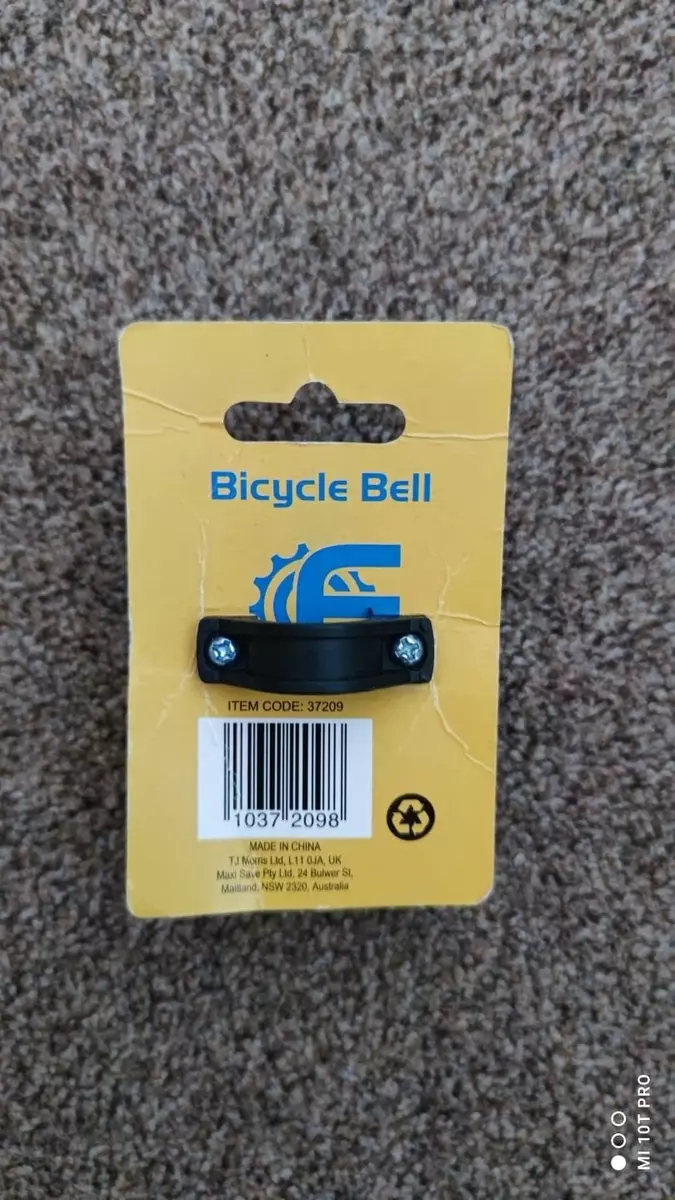 Bicycle Bell
ITEM CODE: 37209
1037 2098
MADE IN CHINA
TJ Morris Ltd, L11 0JA, UK
Maxi Save Pty Ltd, 24 Bulwer St,
Maitland, NSW 2320, Australia
MI 10T PRO